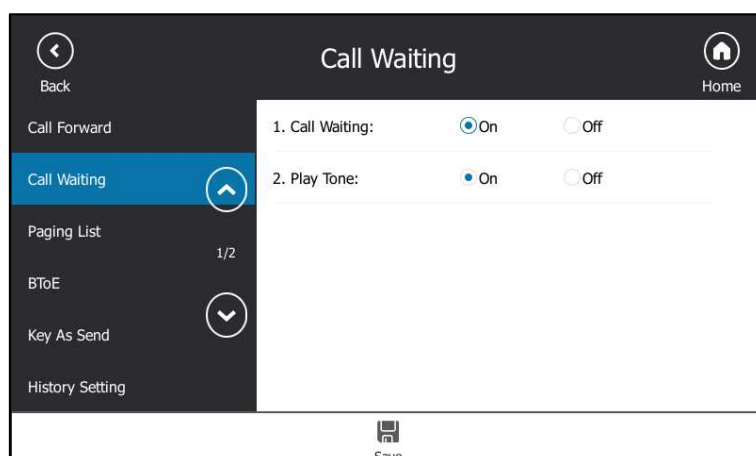 Call Waiting
Back
Home
Call Forward
1. Call Waiting: On Off
Call Waiting
2. Play Tone: On Off
Paging List
1/2
BToE
Key As Send
History Setting
Save